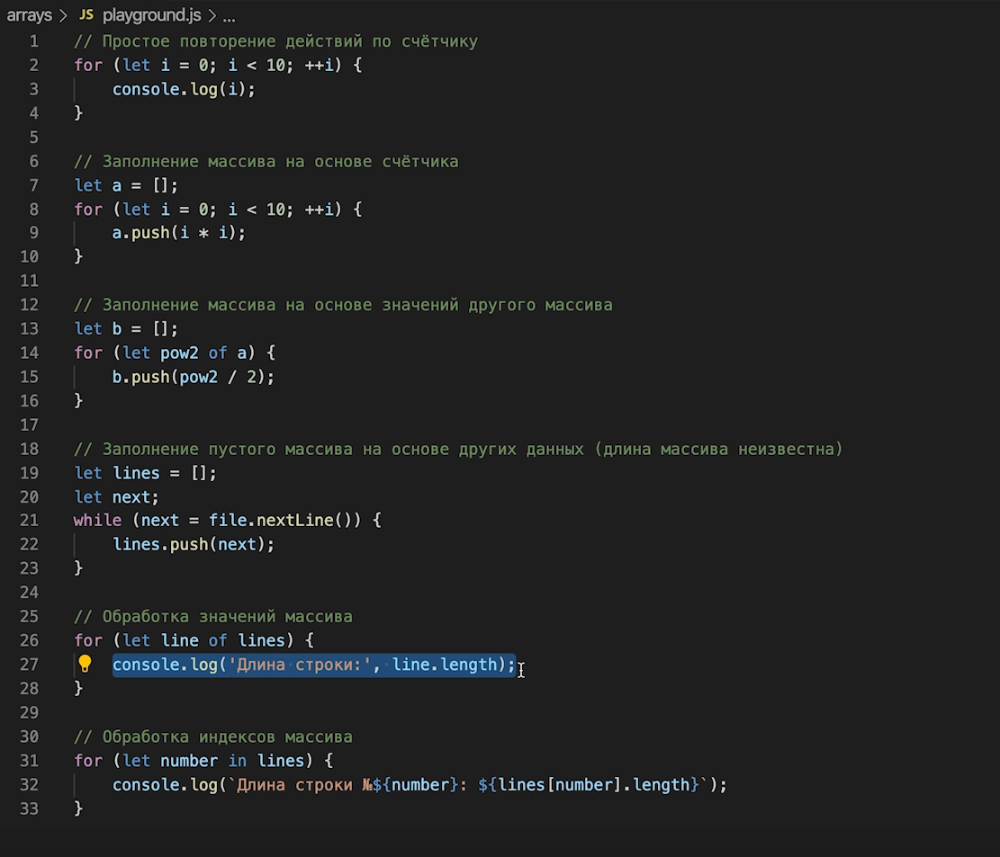 arrays > JS playground.js > ...
1 // Простое повторение действий по счётчику
2 for (let i = 0; i < 10; ++i) {
3 console.log(i);
4 }
5
6 // Заполнение массива на основе счётчика
7 let a = [];
8 for (let i = 0; i < 10; ++i) {
9 a.push(i * i);
10 }
11
12 // Заполнение массива на основе значений другого массива
13 let b = [];
14 for (let pow2 of a) {
15 b.push(pow2 / 2);
16 }
17
18 // Заполнение пустого массива на основе других данных (длина массива неизвестна)
19 let lines = [];
20 let next;
21 while (next = file.nextLine()) {
22 lines.push(next);
23 }
24
25 // Обработка значений массива
26 for (let line of lines) {
27 console.log('Длина строки:', line.length);
28 }
29
30 // Обработка индексов массива
31 for (let number in lines) {
32 console.log(`Длина строки №${number}: ${lines[number].length}`);
33 }